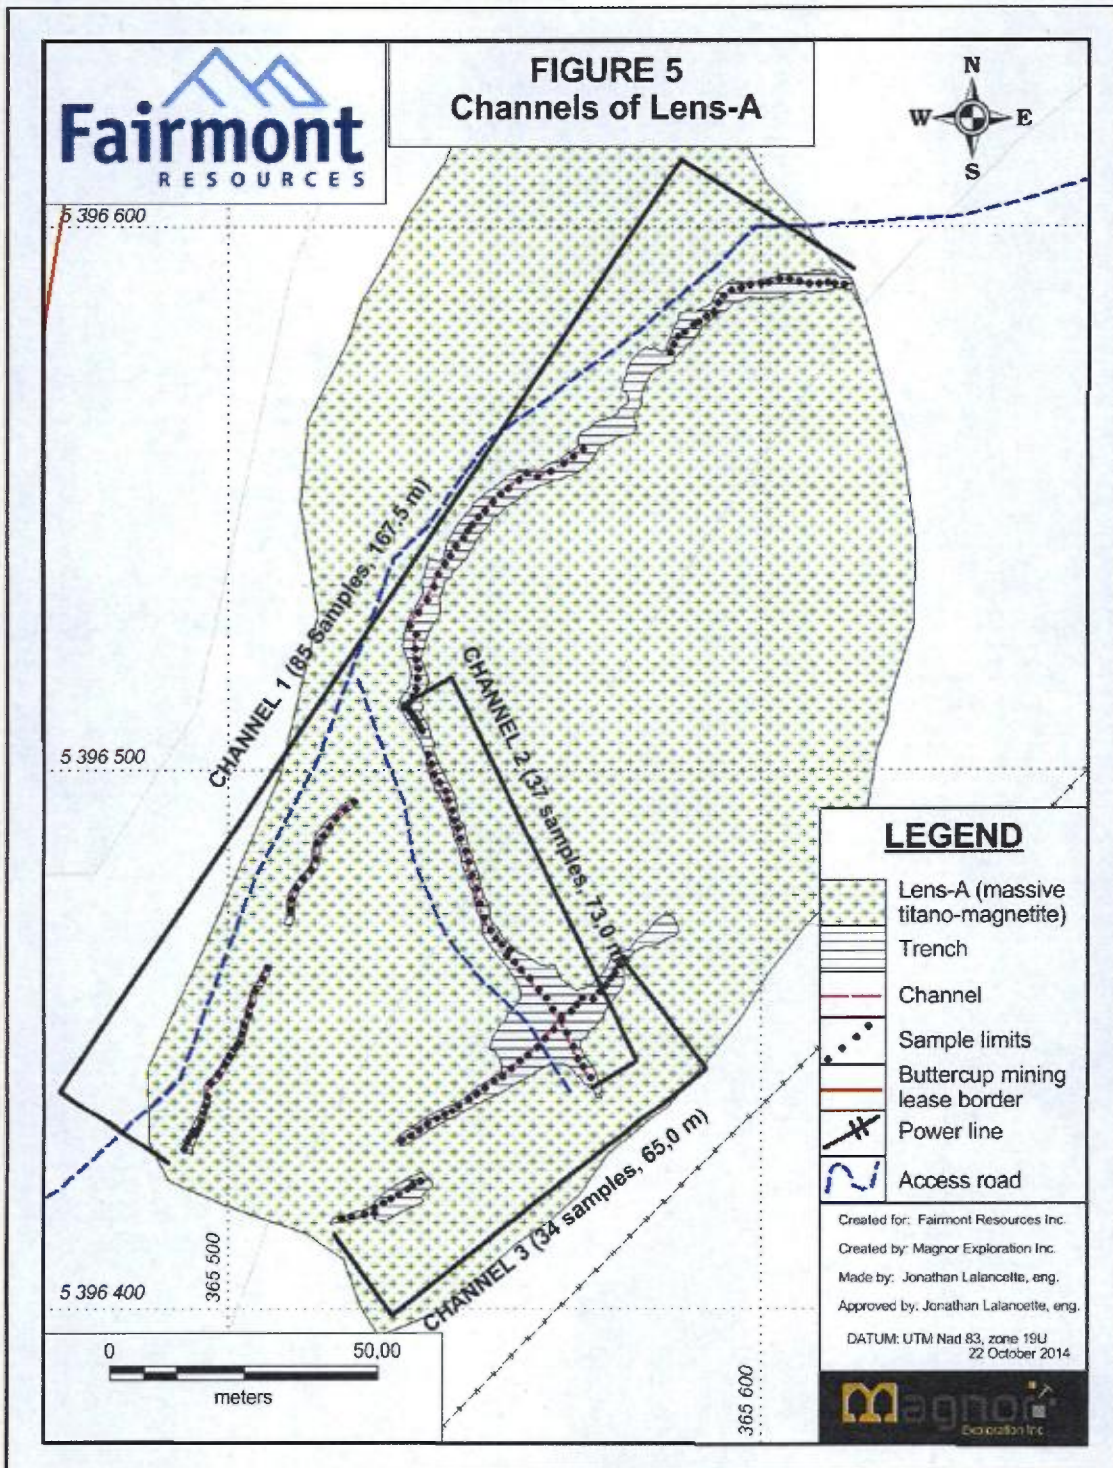 Fairmont
RESOURCES
FIGURE 5
Channels of Lens-A
N
W
E
S
5 396 600
CHANNEL 1 (85 Samples, 167,5 m)
CHANNEL 2 (37 samples, 73,0 m)
5 396 500
CHANNEL 3 (34 samples, 65,0 m)
365 500
5 396 400
365 600
0
50,00
meters
LEGEND
Lens-A (massive
titano-magnetite)
Trench
Channel
Sample limits
Buttercup mining
lease border
Power line
Access road
Created for: Fairmont Resources Inc.
Created by: Magnor Exploration Inc.
Made by: Jonathan Lalancette, eng.
Approved by: Jonathan Lalancette, eng.
DATUM: UTM Nad 83, zone 19U
22 October 2014
Magnor
Exploration Inc